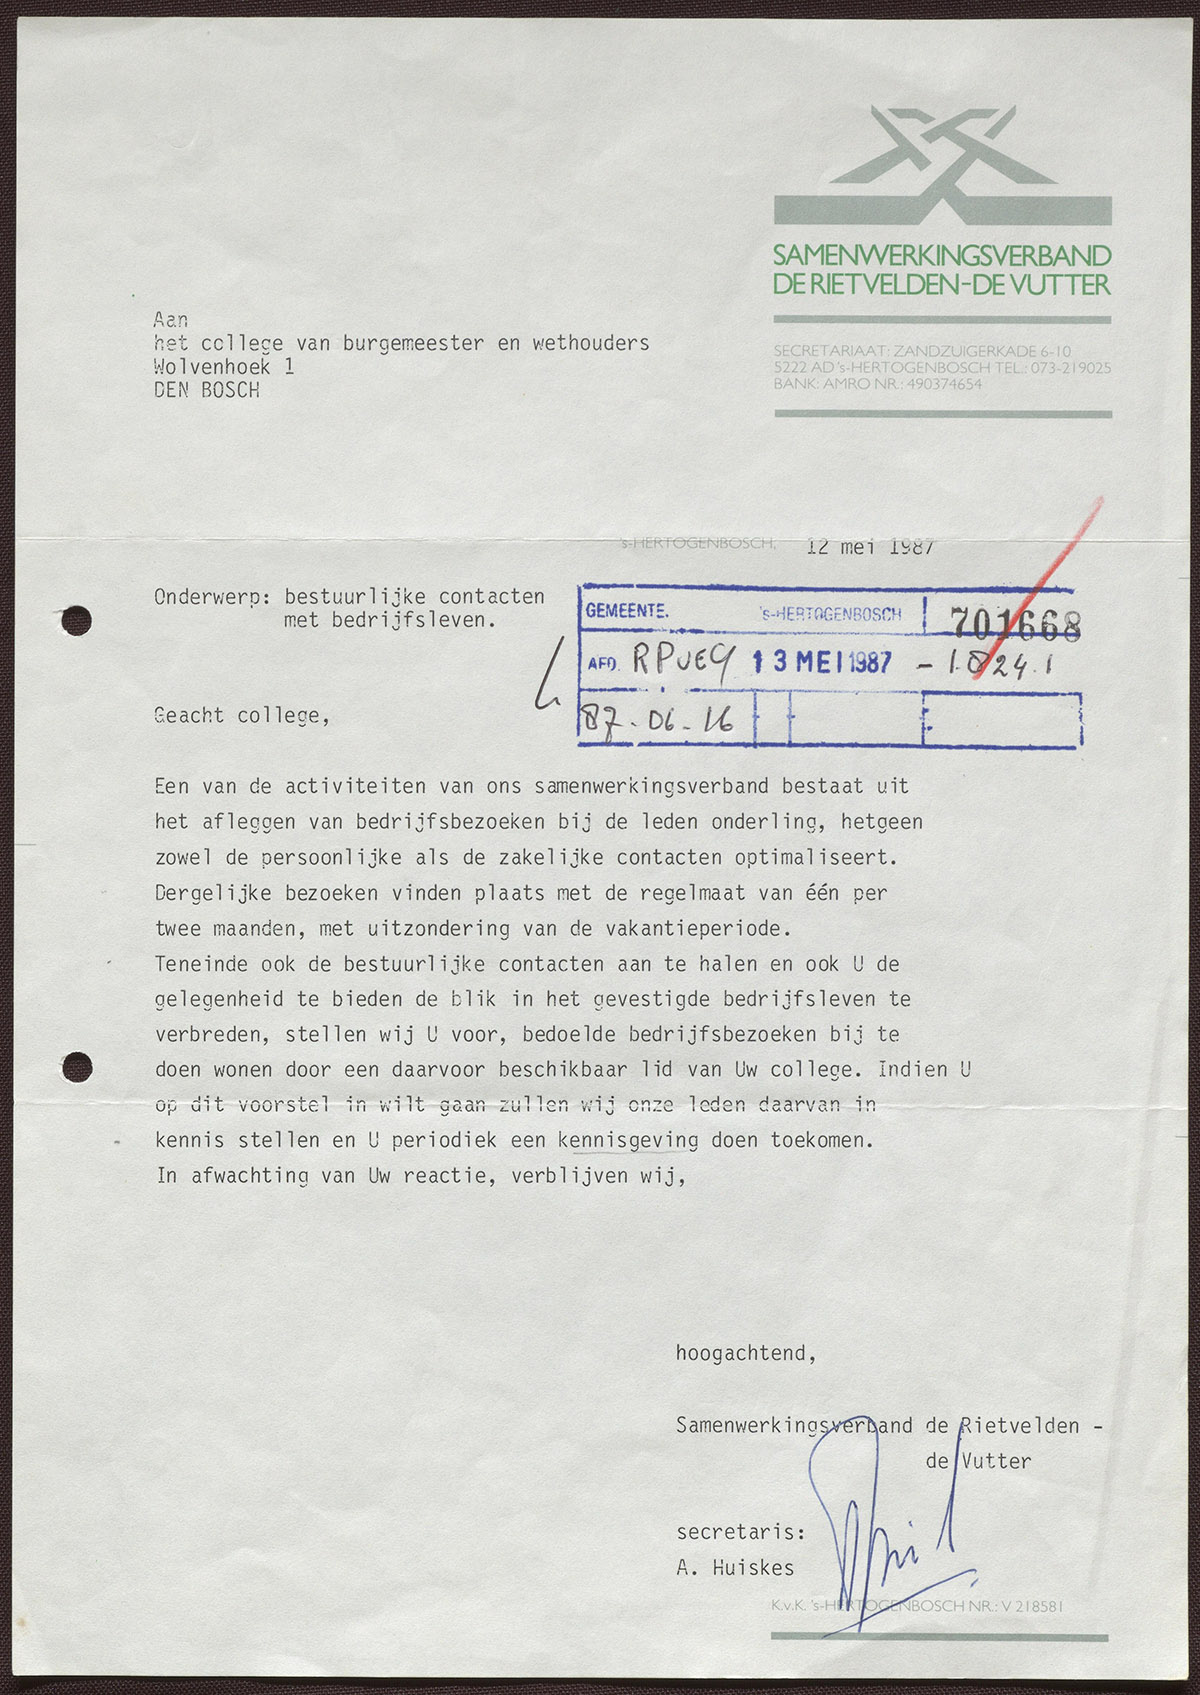 SAMENWERKINGSVERBAND
DE RIETVELDEN-DE VUTTER
SECRETARIAAT: ZANDZUIGERKADE 6-10
5222 AD 's-HERTOGENBOSCH TEL.: 073-219025
BANK: AMRO NR.: 490374654
Aan
het college van burgemeester en wethouders
Wolvenhoek 1
DEN BOSCH
's-HERTOGENBOSCH, 12 mei 1987
Onderwerp: bestuurlijke contacten
met bedrijfsleven.
GEMEENTE. 's-HERTOGENBOSCH 701668
AFD. RPVEG 13 MEI 1987 -1.824.1
87-06-16
Geacht college,
Een van de activiteiten van ons samenwerkingsverband bestaat uit
het afleggen van bedrijfsbezoeken bij de leden onderling, hetgeen
zowel de persoonlijke als de zakelijke contacten optimaliseert.
Dergelijke bezoeken vinden plaats met de regelmaat van één per
twee maanden, met uitzondering van de vakantieperiode.
Teneinde ook de bestuurlijke contacten aan te halen en ook U de
gelegenheid te bieden de blik in het gevestigde bedrijfsleven te
verbreden, stellen wij U voor, bedoelde bedrijfsbezoeken bij te
doen wonen door een daarvoor beschikbaar lid van Uw college. Indien U
op dit voorstel in wilt gaan zullen wij onze leden daarvan in
kennis stellen en U periodiek een kennisgeving doen toekomen.
In afwachting van Uw reactie, verblijven wij,
hoogachtend,
Samenwerkingsverband de Rietvelden -
de Vutter
secretaris:
A. Huiskes
K.v.K. 's-HERTOGENBOSCH NR.: V 218581